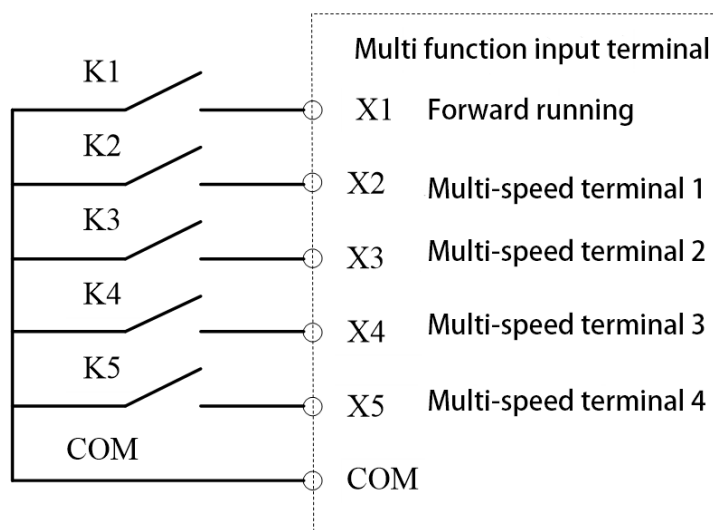 Multi function input terminal
K1
X1 Forward running
K2
X2 Multi-speed terminal 1
K3
X3 Multi-speed terminal 2
K4
X4 Multi-speed terminal 3
K5
X5 Multi-speed terminal 4
COM
COM